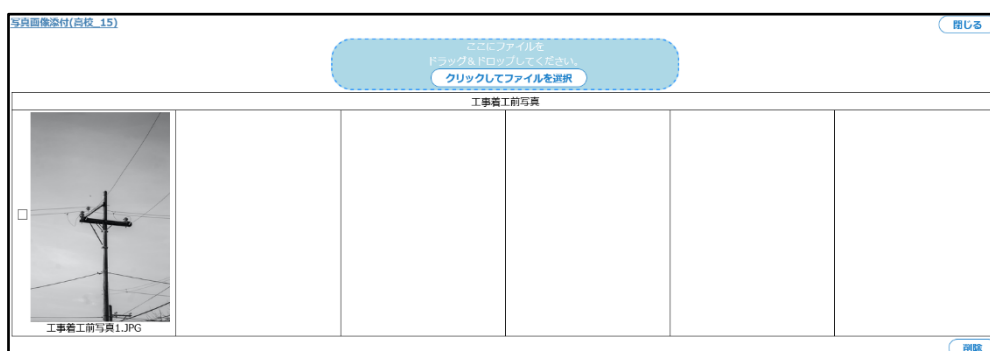 写真画像添付(高校_15)
閉じる
ここにファイルを
ドラッグ&ドロップしてください。
クリックしてファイルを選択
工事着工前写真
工事着工前写真1.JPG
削除